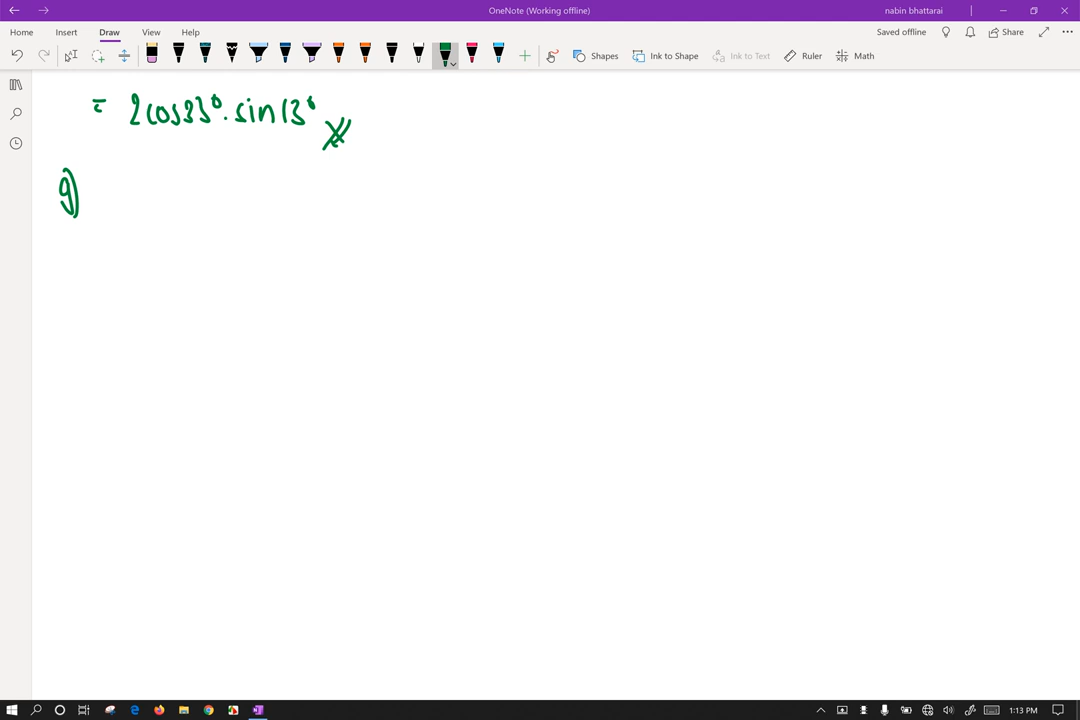 OneNote (Working offline)
nabin bhattarai
Home Insert Draw View Help
Saved offline
Share
Shapes
Ink to Shape
Ink to Text
Ruler
Math
= 2cos33°.sin13°
g)
1:13 PM